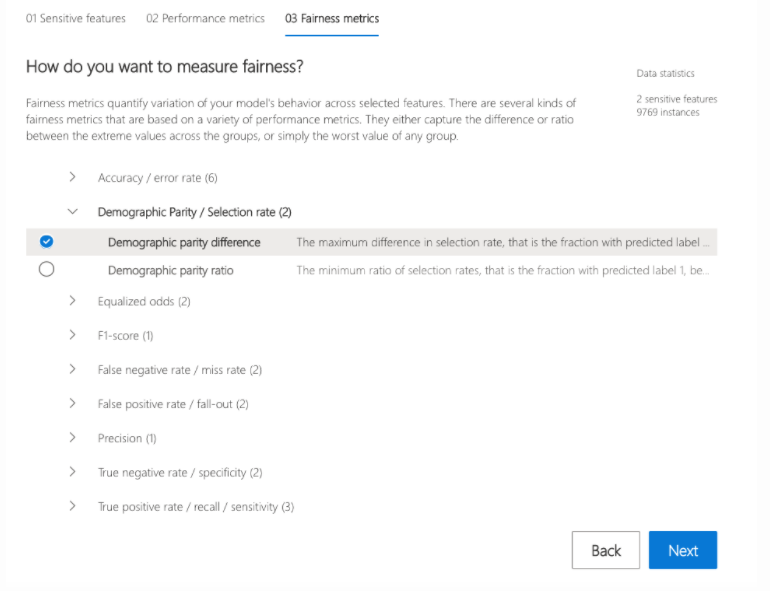 01 Sensitive features 02 Performance metrics 03 Fairness metrics
How do you want to measure fairness?
Data statistics
2 sensitive features
9769 instances
Fairness metrics quantify variation of your model's behavior across selected features. There are several kinds of
fairness metrics that are based on a variety of performance metrics. They either capture the difference or ratio
between the extreme values across the groups, or simply the worst value of any group.
Accuracy / error rate (6)
Demographic Parity / Selection rate (2)
Demographic parity difference The maximum difference in selection rate, that is the fraction with predicted label ...
Demographic parity ratio The minimum ratio of selection rates, that is the fraction with predicted label 1, be...
Equalized odds (2)
F1-score (1)
False negative rate / miss rate (2)
False positive rate / fall-out (2)
Precision (1)
True negative rate / specificity (2)
True positive rate / recall / sensitivity (3)
Back Next